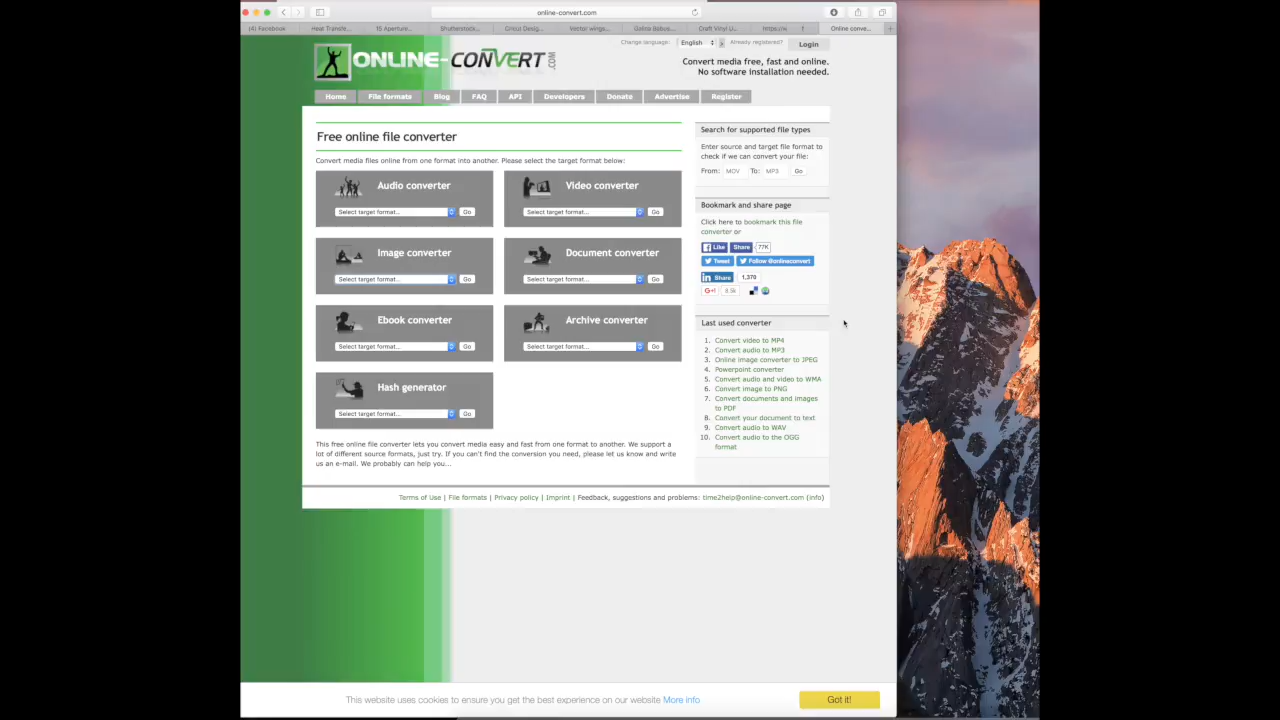 online-convert.com
(4) Facebook
Heat Transfe...
15 Aperture...
Shutterstock...
Cricut Desig...
Vector wings...
Galina Babus...
Craft Vinyl Li...
https://w
f
Online conve...
ONLINE-CONVERT.COM
Change language: English Already registered? Login
Convert media free, fast and online.
No software installation needed.
Home File formats Blog FAQ API Developers Donate Advertise Register
Free online file converter
Convert media files online from one format into another. Please select the target format below:
Audio converter
Select target format... Go
Video converter
Select target format... Go
Image converter
Select target format... Go
Document converter
Select target format... Go
Ebook converter
Select target format... Go
Archive converter
Select target format... Go
Hash generator
Select target format... Go
This free online file converter lets you convert media easy and fast from one format to another. We support a
lot of different source formats, just try. If you can't find the conversion you need, please let us know and write
us an e-mail. We probably can help you...
Search for supported file types
Enter source and target file format to
check if we can convert your file:
From: MOV To: MP3 Go
Bookmark and share page
Click here to bookmark this file
converter or
Like Share 77K
Tweet Follow @onlineconvert
in Share 1,379
G+1 8.5k
Last used converter
1. Convert video to MP4
2. Convert audio to MP3
3. Online image converter to JPEG
4. Powerpoint converter
5. Convert audio and video to WMA
6. Convert image to PNG
7. Convert documents and images
to PDF
8. Convert your document to text
9. Convert audio to WAV
10. Convert audio to the OGG
format
Terms of Use | File formats | Privacy policy | Imprint | Feedback, suggestions and problems: time2help@online-convert.com (info)
This website uses cookies to ensure you get the best experience on our website More info
Got it!